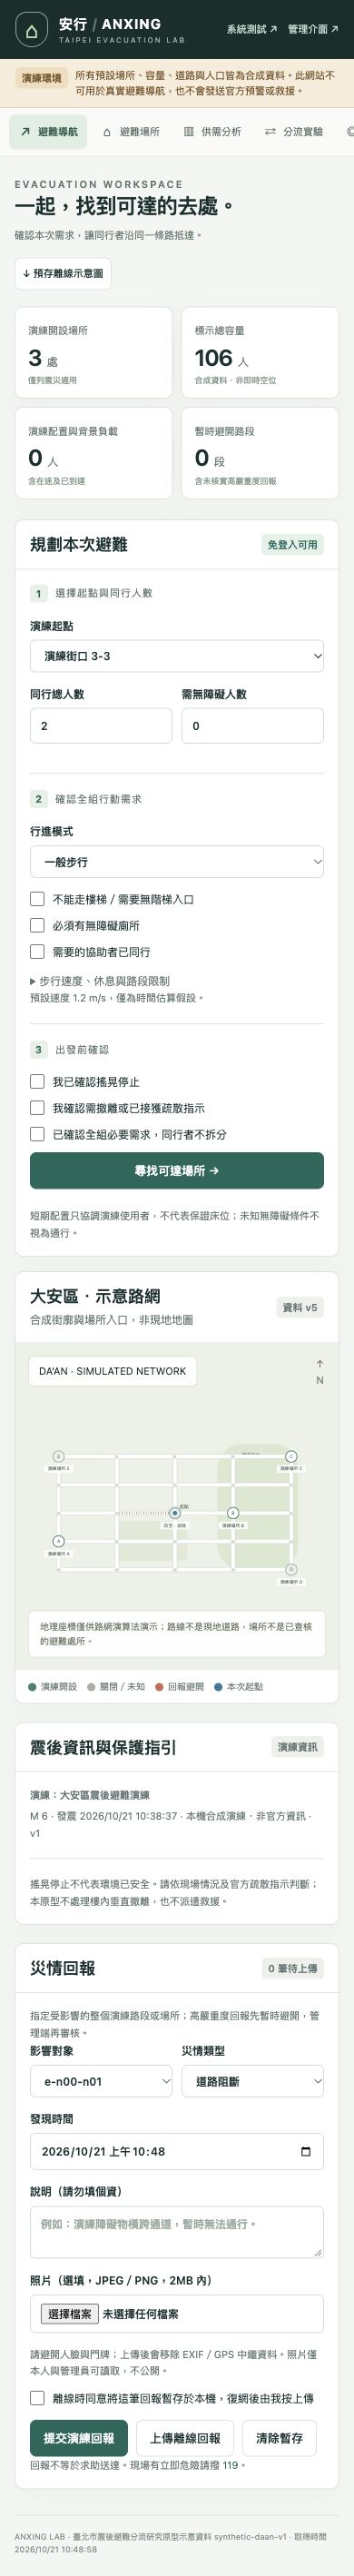 安行 / ANXING
TAIPEI EVACUATION LAB
系統測試 ↗ 管理介面 ↗
演練環境
所有預設場所、容量、道路與人口皆為合成資料。此網站不
可用於真實避難導航，也不會發送官方預警或救援。
↗ 避難導航 避難場所 供需分析 分流實驗
EVACUATION WORKSPACE
一起，找到可達的去處。
確認本次需求，讓同行者沿同一條路抵達。
↓ 預存離線示意圖
演練開設場所
3 處
僅列震災適用
標示總容量
106 人
合成資料，非即時空位
演練配置與背景負載
0 人
含在途及已到達
暫時避開路段
0 段
含未核實高嚴重度回報
規劃本次避難
免登入可用
1 選擇起點與同行人數
演練起點
演練街口 3-3
同行總人數
2
需無障礙人數
0
2 確認全組行動需求
行進模式
一般步行
不能走樓梯 / 需要無階梯入口
必須有無障礙廁所
需要的協助者已同行
▶ 步行速度、休息與路段限制
預設速度 1.2 m/s，僅為時間估算假設。
3 出發前確認
我已確認搖晃停止
我確認需撤離或已接獲疏散指示
已確認全組必要需求，同行者不拆分
尋找可達場所 →
短期配置只協調演練使用者，不代表保證床位；未知無障礙條件不
視為通行。
大安區 · 示意路網
合成街廓與場所入口，非現地地圖
資料 v5
DA'AN · SIMULATED NETWORK
↑
N
E
演練場所 E
C
演練場所 C
起點
A
演練場所 A
B
演練場所 B
D
演練場所 D
地理座標僅供路網演算法演示；路線不是現地道路，場所不是已查核
的避難處所。
演練開設 關閉 / 未知 回報避開 本次起點
震後資訊與保護指引
演練資訊
演練：大安區震後避難演練
M 6 · 發震 2026/10/21 10:38:37 · 本機合成演練，非官方資訊 ·
v1
搖晃停止不代表環境已安全。請依現場情況及官方疏散指示判斷；
本原型不處理樓內垂直撤離，也不派遣救援。
災情回報
0 筆待上傳
指定受影響的整個演練路段或場所；高嚴重度回報先暫時避開，管
理端再審核。
影響對象
e-n00-n01
災情類型
道路阻斷
發現時間
2026/10/21 上午 10:48
說明（請勿填個資）
例如：演練障礙物橫跨通道，暫時無法通行。
照片（選填，JPEG / PNG，2MB 內）
選擇檔案 未選擇任何檔案
請避開人臉與門牌；上傳後會移除 EXIF / GPS 中繼資料。照片僅
本人與管理員可讀取，不公開。
離線時同意將這筆回報暫存於本機，復網後由我按上傳
提交演練回報 上傳離線回報 清除暫存
回報不等於求助送達。現場有立即危險請撥 119。
ANXING LAB · 臺北市震後避難分流研究原型示意資料 synthetic-daan-v1 · 取得時間
2026/10/21 10:48:58